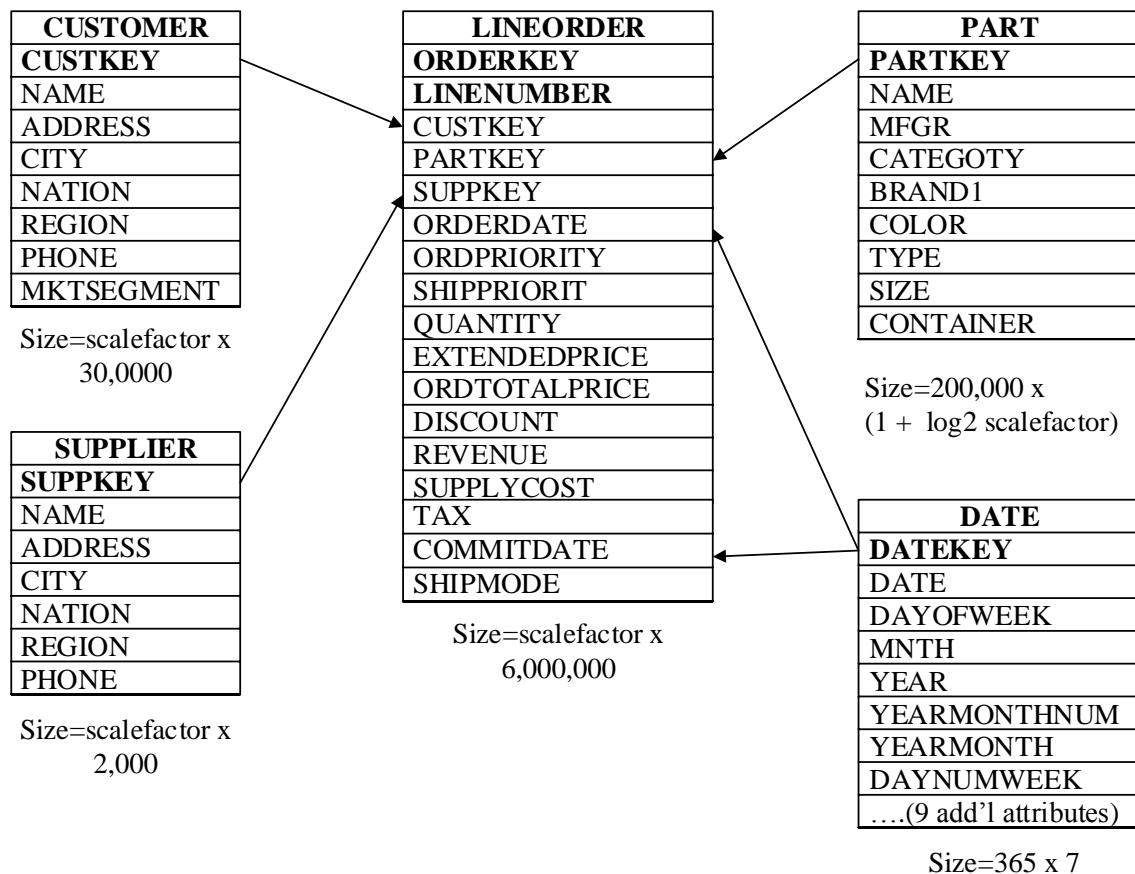 CUSTOMER
CUSTKEY
NAME
ADDRESS
CITY
NATION
REGION
PHONE
MKTSEGMENT
Size=scalefactor x
30,0000
SUPPLIER
SUPPKEY
NAME
ADDRESS
CITY
NATION
REGION
PHONE
Size=scalefactor x
2,000
LINEORDER
ORDERKEY
LINENUMBER
CUSTKEY
PARTKEY
SUPPKEY
ORDERDATE
ORDPRIORITY
SHIPPRIORIT
QUANTITY
EXTENDEDPRICE
ORDTOTALPRICE
DISCOUNT
REVENUE
SUPPLYCOST
TAX
COMMITDATE
SHIPMODE
Size=scalefactor x
6,000,000
PART
PARTKEY
NAME
MFGR
CATEGOTY
BRAND1
COLOR
TYPE
SIZE
CONTAINER
Size=200,000 x
(1 + log2 scalefactor)
DATE
DATEKEY
DATE
DAYOFWEEK
MNTH
YEAR
YEARMONTHNUM
YEARMONTH
DAYNUMWEEK
….(9 add’l attributes)
Size=365 x 7